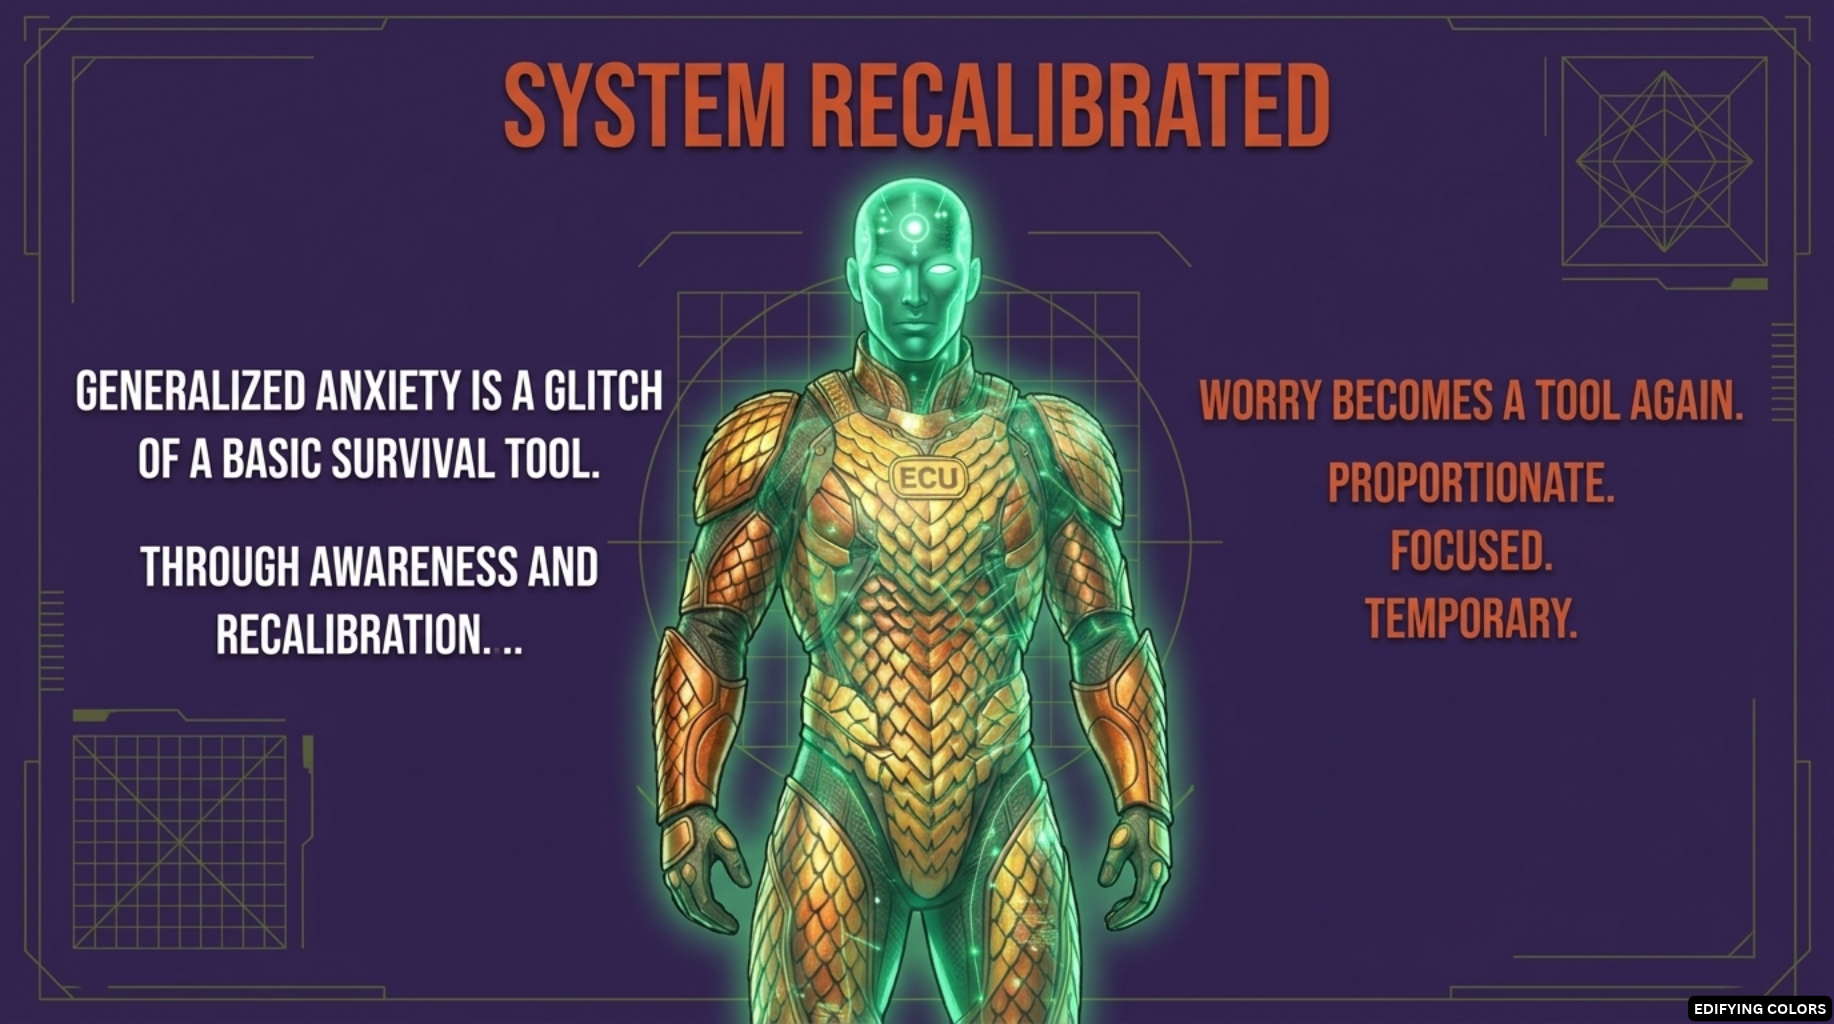 SYSTEM RECALIBRATED
GENERALIZED ANXIETY IS A GLITCH
OF A BASIC SURVIVAL TOOL.
THROUGH AWARENESS AND
RECALIBRATION...
ECU
WORRY BECOMES A TOOL AGAIN.
PROPORTIONATE.
FOCUSED.
TEMPORARY.
EDIFYING COLORS